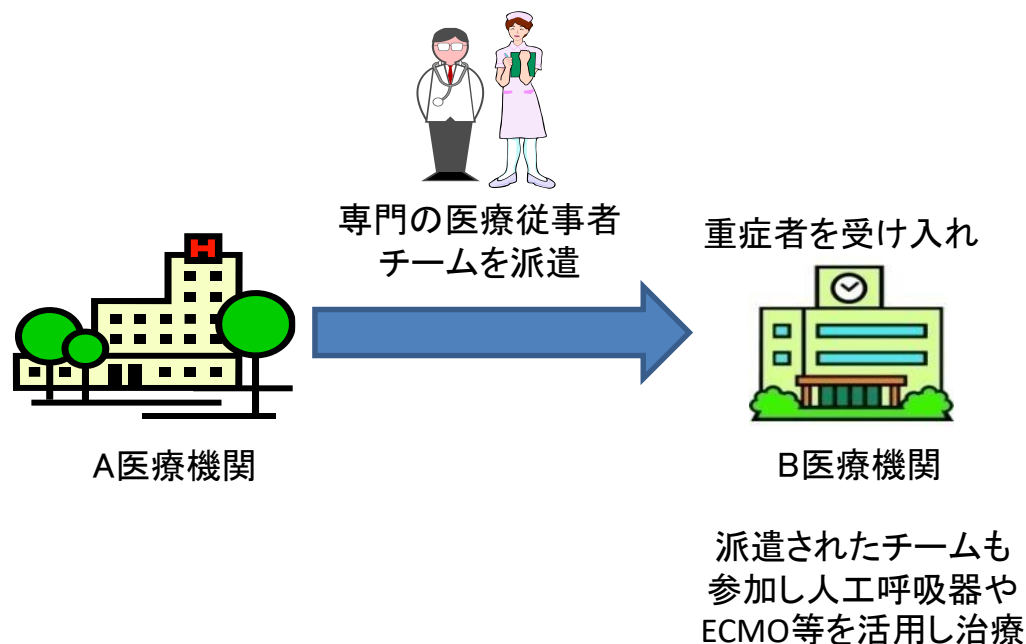 専門の医療従事者
チームを派遣
重症者を受け入れ
H
A医療機関
B医療機関
派遣されたチームも
参加し人工呼吸器や
ECMO等を活用し治療